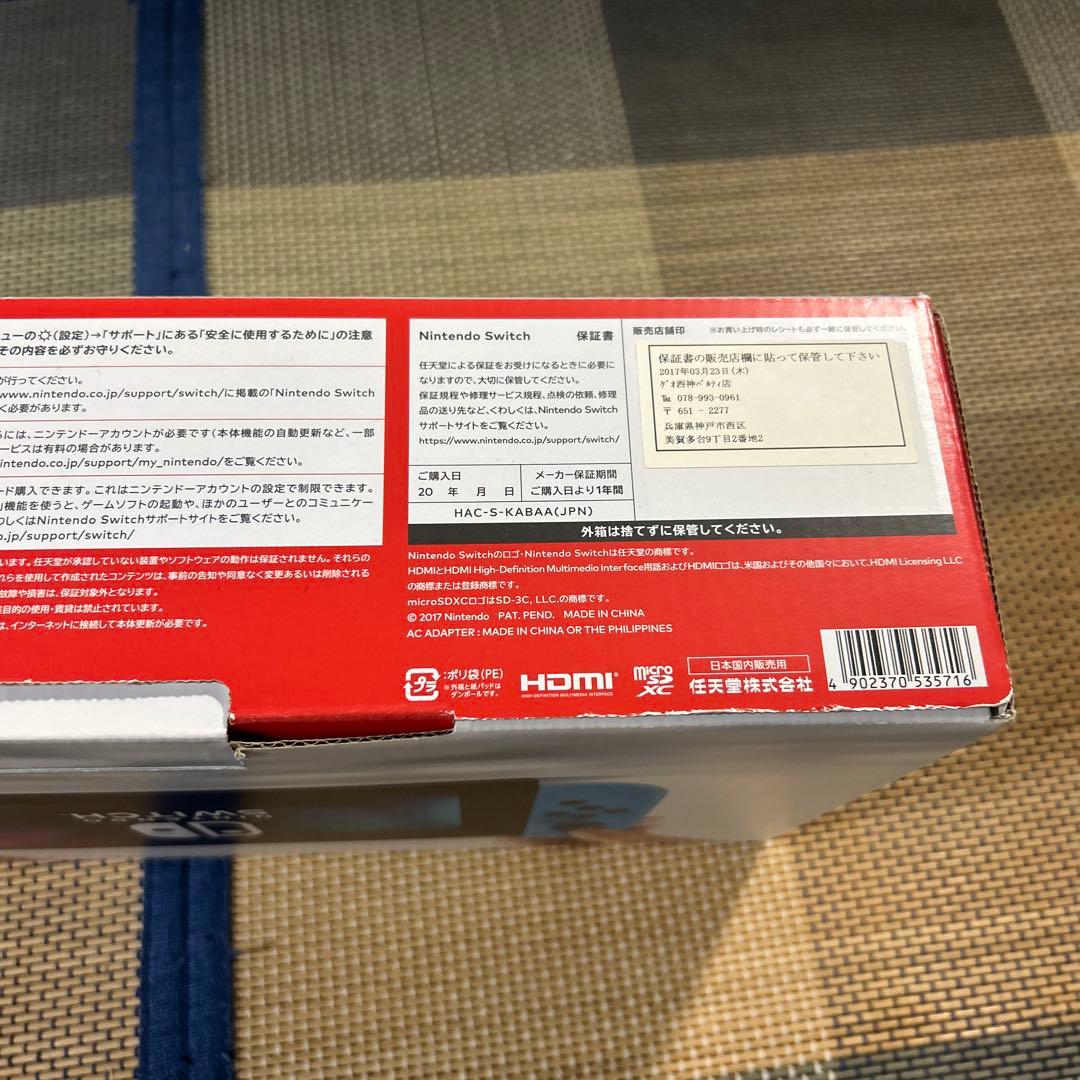 ューの(設定)→「サポート」にある「安全に使用するために」の注意
その内容を必ずお守りください。
が行ってください。
www.nintendo.co.jp/support/switch/に掲載の「Nintendo Switch
く必要があります。
るには、ニンテンドーアカウントが必要です(本体機能の自動更新など、一部
ービスは有料の場合があります。
intendo.co.jp/support/my_nintendo/をご覧ください。
ード購入できます。これはニンテンドーアカウントの設定で制限できます。
」機能を使うと、ゲームソフトの起動や、ほかのユーザーとのコミュニケー
わしくはNintendo Switchサポートサイトをご覧ください。
co.jp/support/switch/
います。任天堂が承認していない装置やソフトウェアの動作は保証されません。それらの
れらを使用して作成されたコンテンツは、事前の告知や同意なく変更あるいは削除される
故障や損害は、保証対象外となります。
業目的の使用・賃貸は禁止されています。
は、インターネットに接続して本体更新が必要です。
Nintendo Switch 保証書
任天堂による保証をお受けになるときに必要に
なりますので、大切に保管してください。
保証規程や修理サービス規程、点検の依頼、修理
品の送り先など、くわしくは、Nintendo Switch
サポートサイトをご覧ください。
https://www.nintendo.co.jp/support/switch/
ご購入日
20 年 月 日
メーカー保証期間
ご購入日より1年間
HAC-S-KABAA(JPN)
販売店舗印 ※お買い上げ時のレシートも必ず一緒に保管してください。
保証書の販売店欄に貼って保管して下さい
2017年03月23日(木)
ゲオ西神パルティ店
℡ 078-993-0961
〒 651-2277
兵庫県神戸市西区
美賀多台9丁目2番地2
外箱は捨てずに保管してください。
Nintendo Switchのロゴ・Nintendo Switchは任天堂の商標です。
HDMIとHDMI High-Definition Multimedia Interface用語およびHDMIロゴは、米国およびその他国々において、HDMI Licensing LLC
の商標または登録商標です。
microSDXCロゴはSD-3C, LLC.の商標です。
© 2017 Nintendo PAT. PEND. MADE IN CHINA
AC ADAPTER : MADE IN CHINA OR THE PHILIPPINES
プラ
:ポリ袋(PE)
※外箱と紙パッドは
ダンボールです。
HDMI
HIGH DEFINITION MULTIMEDIA INTERFACE
micro SD XC
日本国内販売用
任天堂株式会社
4 902370 535716
SWITCH